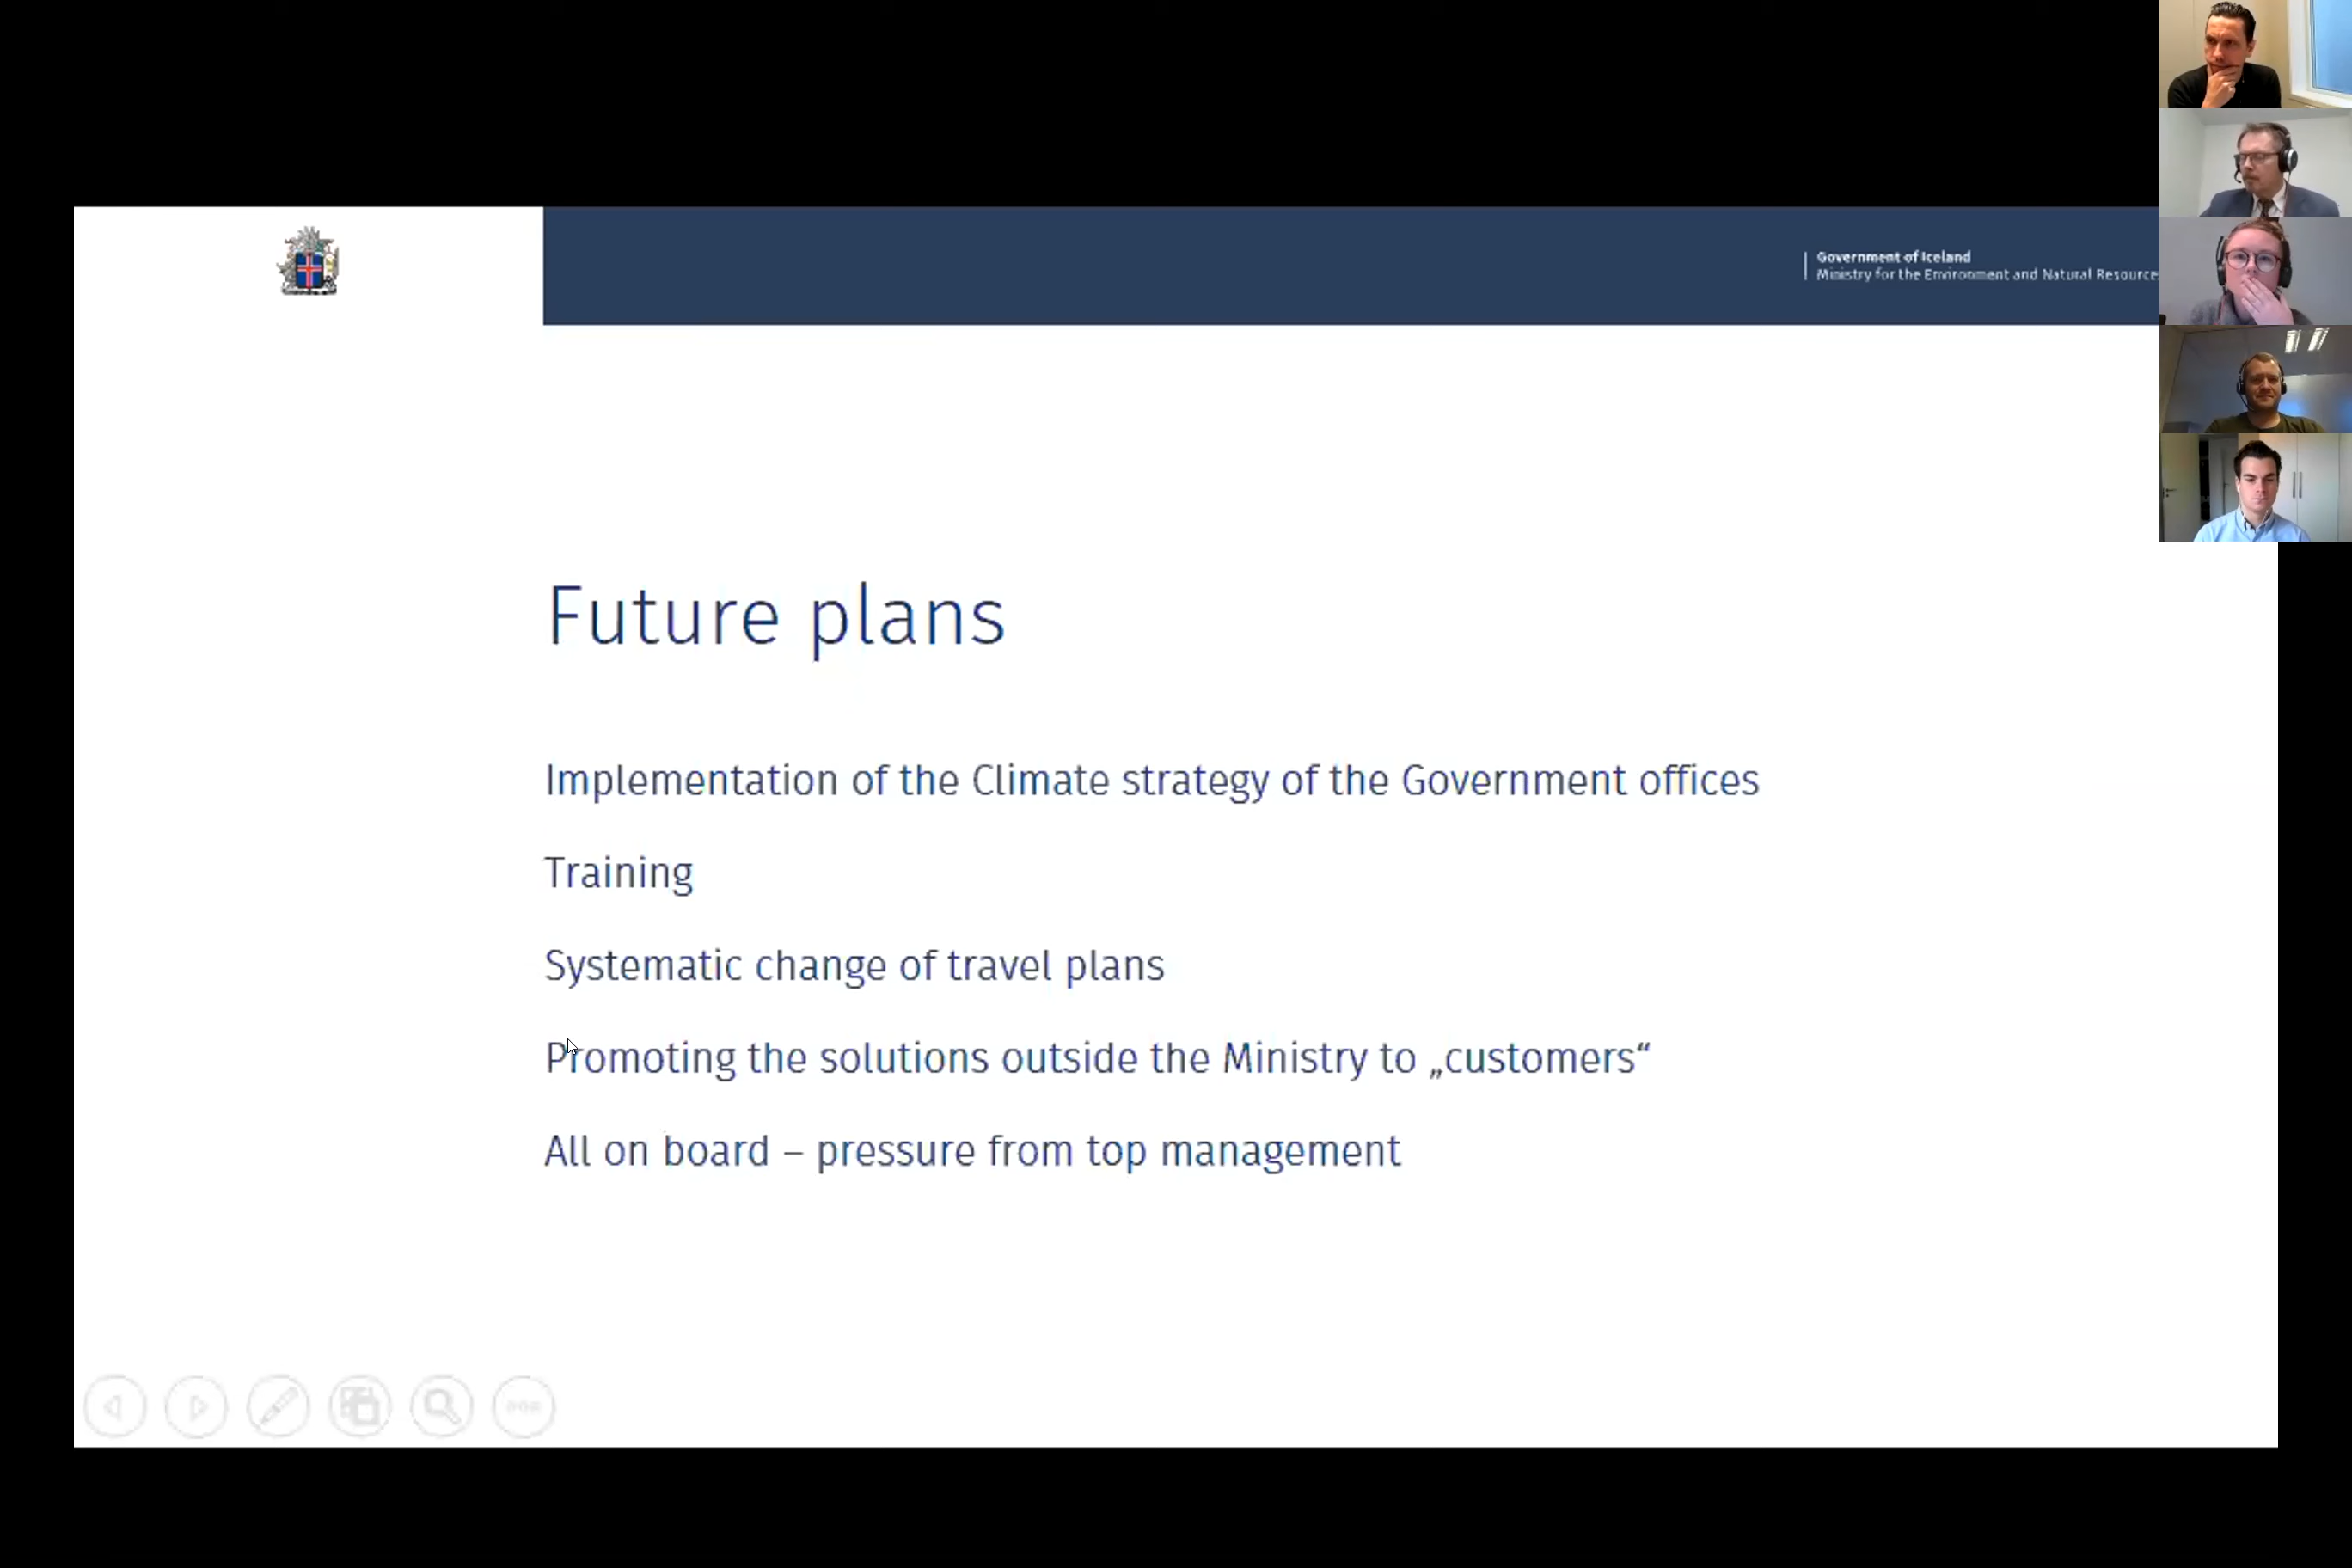 Government of Iceland
Ministry for the Environment and Natural Resources
Future plans
Implementation of the Climate strategy of the Government offices
Training
Systematic change of travel plans
Promoting the solutions outside the Ministry to „customers“
All on board – pressure from top management